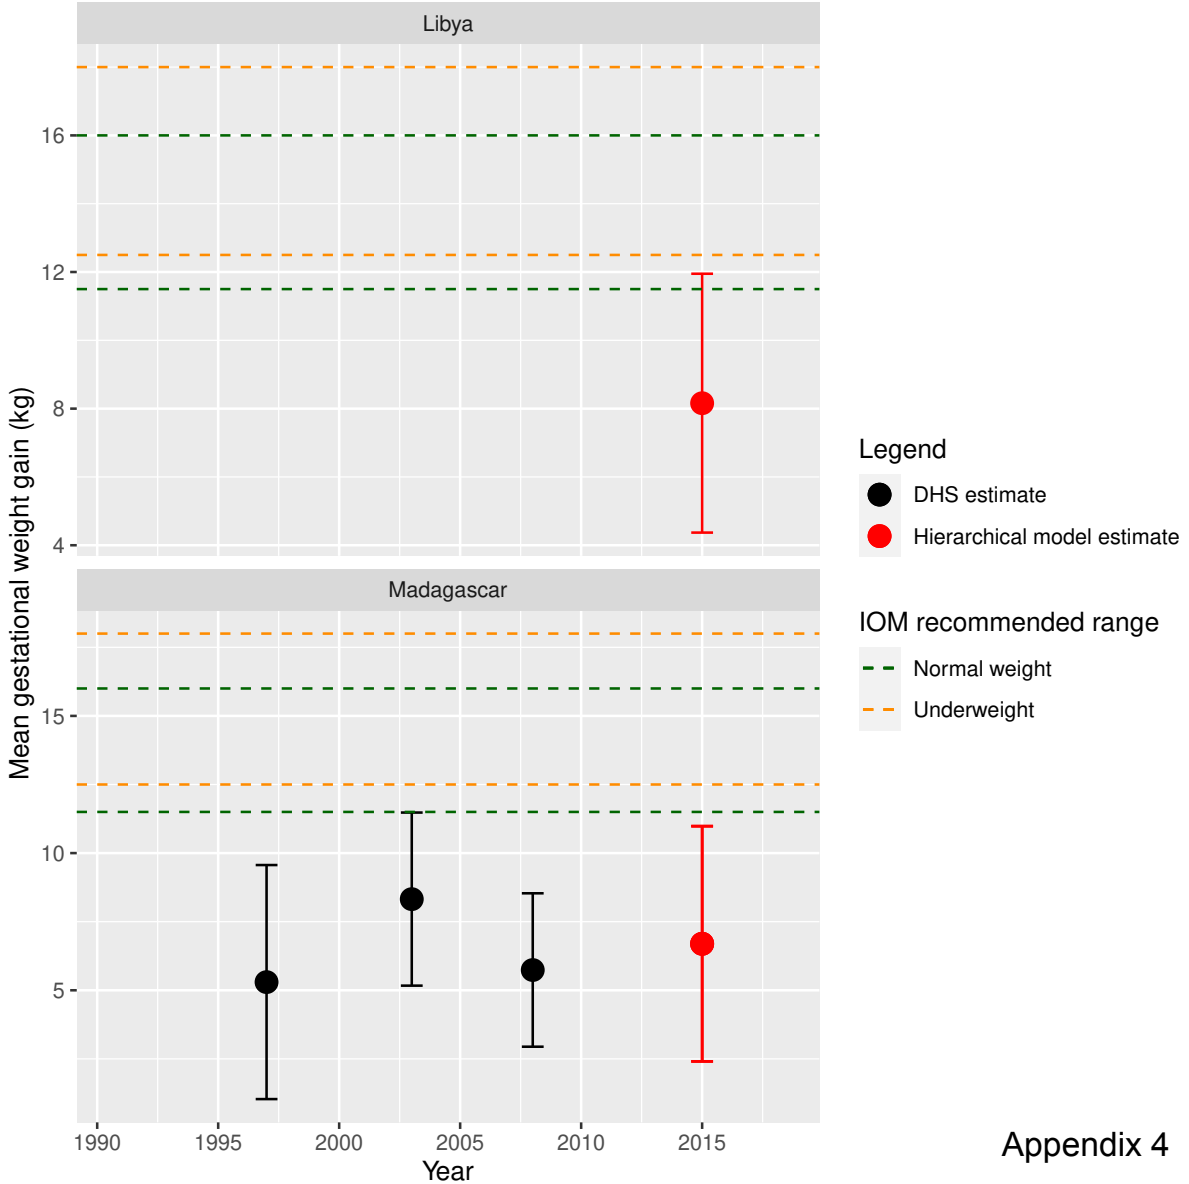 Libya
16
12
8
4
Mean gestational weight gain (kg)
Madagascar
15
10
5
1990 1995 2000 2005 2010 2015
Year
Legend
DHS estimate
Hierarchical model estimate
IOM recommended range
Normal weight
Underweight
Appendix 4